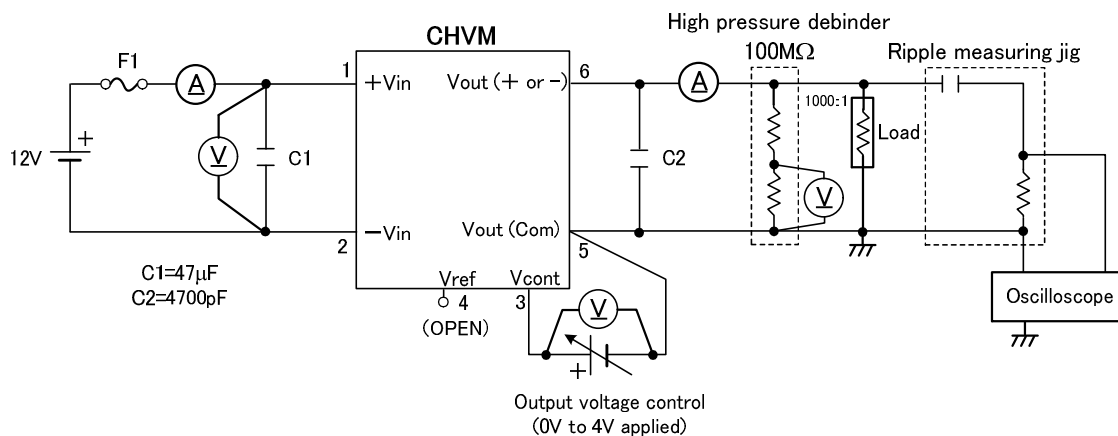 High pressure debinder
100MΩ
Ripple measuring jig
CHVM
F1
A
1
+Vin
Vout (+ or -)
6
A
1000:1
Load
12V
+
V
C1
C2
V
2
−Vin
Vout (Com)
5
C1=47μF
C2=4700pF
Vref
Vcont
4
3
(OPEN)
V
+
Oscilloscope
Output voltage control
(0V to 4V applied)